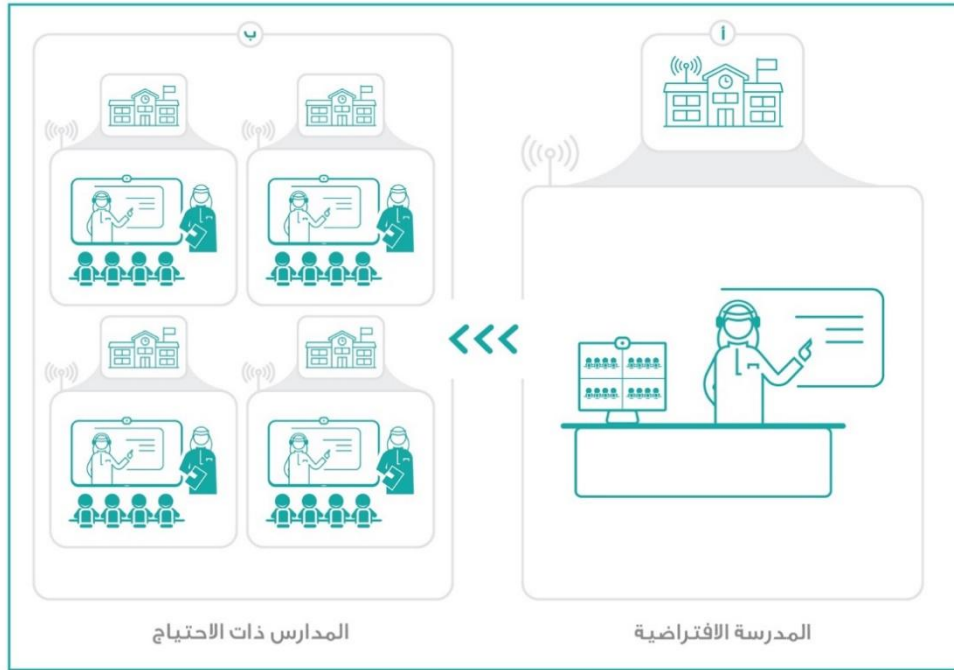 أ
ب
المدرسة الافتراضية
المدارس ذات الاحتياج